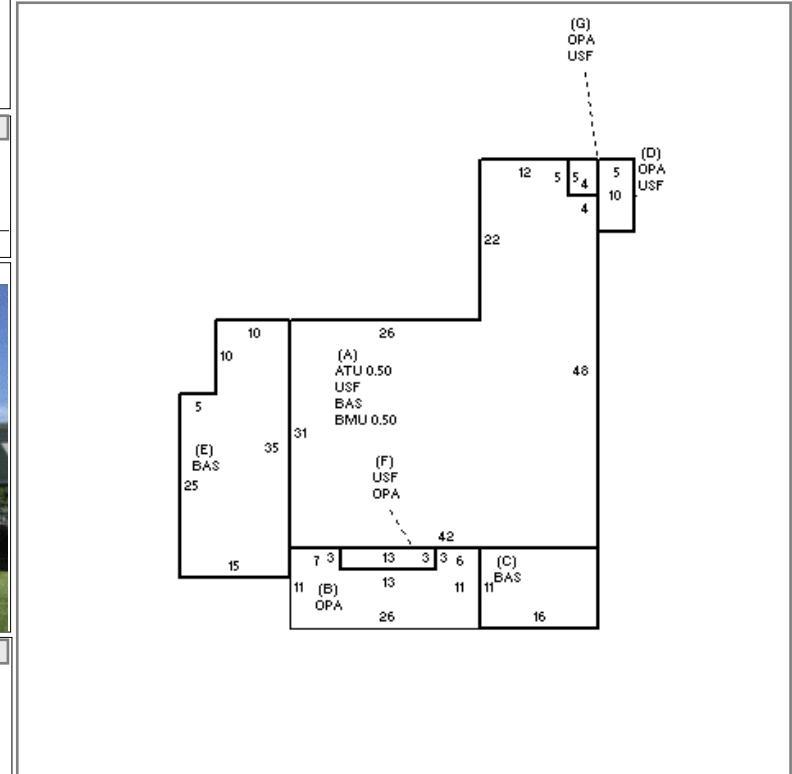 (G)
OPA
USF
(D)
OPA
USF
12
5
5
4
5
10
4
22
10
26
10
(A)
ATU 0.50
USF
BAS
BMU 0.50
48
5
31
(E)
BAS
35
25
(F)
USF
OPA
42
7
3
13
3
3
6
(C)
BAS
15
11
(B)
OPA
13
11
11
26
16